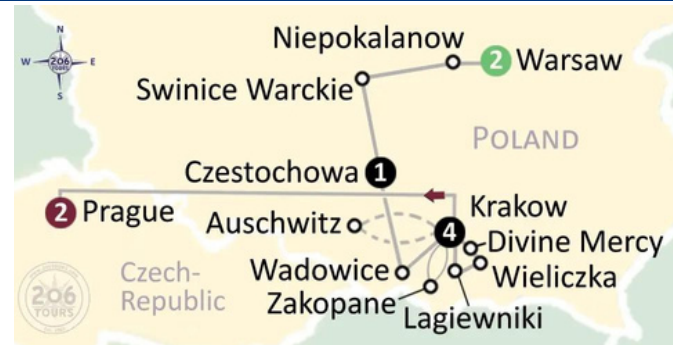 N
W 206 E
TOURS
S
Niepokalanow
2 Warsaw
Swinice Warckie
POLAND
Czestochowa 1
2 Prague
Krakow
Auschwitz
4
Divine Mercy
Wadowice
Wieliczka
Czech-
Republic
Zakopane
Lagiewniki
206
TOURS